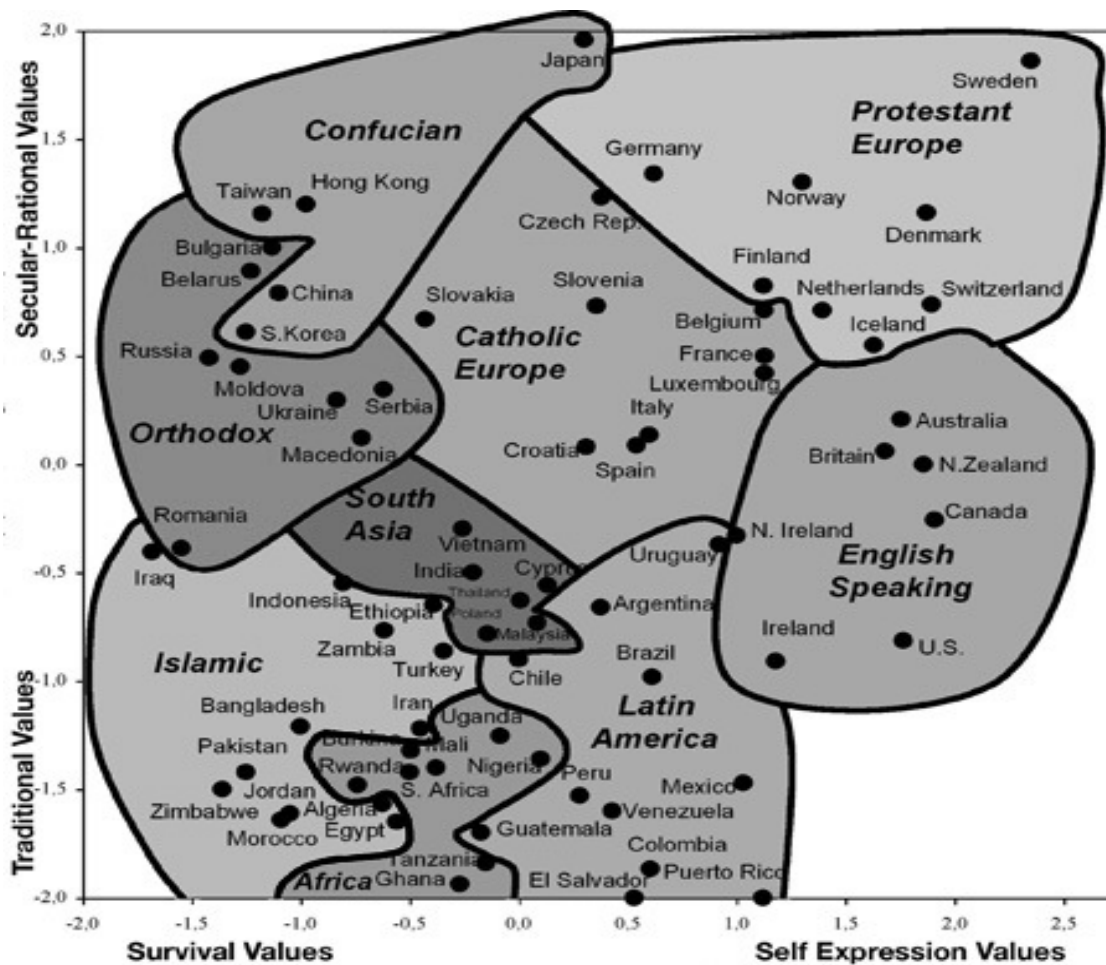 2,0
Japan
Sweden
Protestant
Europe
Confucian
1,5
Germany
Taiwan
Hong Kong
Norway
Czech Rep.
Denmark
1,0
Bulgaria
Belarus
China
Slovakia
Slovenia
Finland
Netherlands
Switzerland
Belgium
Iceland
Secular-Rational Values
0,5
S.Korea
Russia
Catholic
Europe
France
Luxembourg
Moldova
Ukraine
Serbia
Italy
Orthodox
Croatia
Spain
Australia
Britain
N.Zealand
Macedonia
0,0
Romania
South
Asia
Vietnam
Canada
N. Ireland
Uruguay
English
Speaking
Iraq
-0,5
India
Cyprus
Indonesia
Ethiopia
Thailand
Poland
Argentina
Zambia
Malaysia
Ireland
U.S.
Islamic
Turkey
Chile
Brazil
-1,0
Iran
Latin
America
Bangladesh
Uganda
Mali
Pakistan
Rwanda
Nigeria
Peru
Mexico
Traditional Values
-1,5
Jordan
S. Africa
Zimbabwe
Algeria
Venezuela
Morocco
Egypt
Guatemala
Colombia
Tanzania
Puerto Rico
Africa
Ghana
El Salvador
-2,0
-2,0
-1,5
-1,0
-0,5
0,0
0,5
1,0
1,5
2,0
Survival Values
Self Expression Values